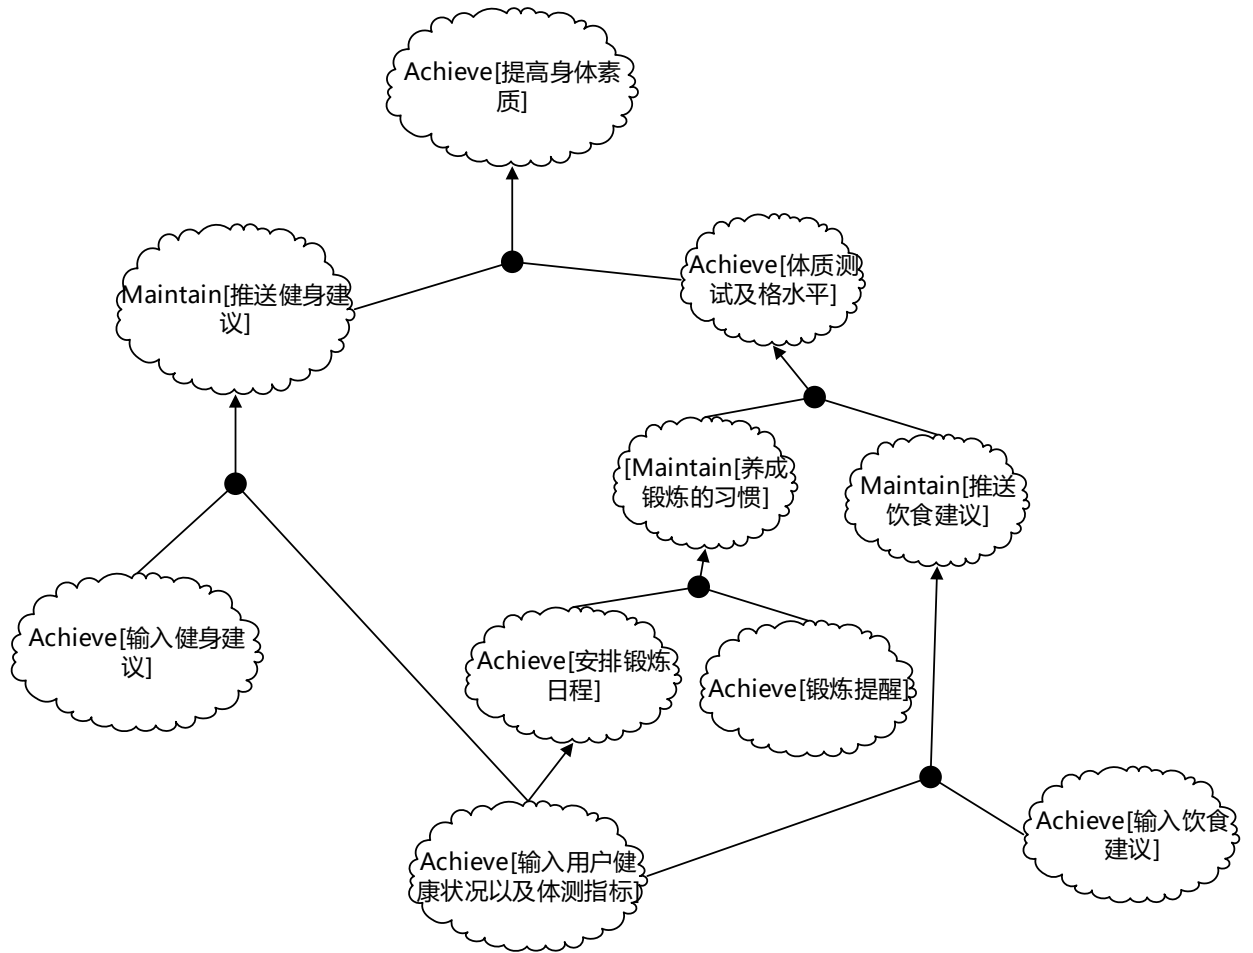 Achieve[提高身体素
质]
Achieve[体质测
试及格水平]
Maintain[推送健身建
议]
[Maintain[养成
锻炼的习惯]
Maintain[推送
饮食建议]
Achieve[输入健身建
议]
Achieve[安排锻炼
日程]
Achieve[锻炼提醒]
Achieve[输入用户健
康状况以及体测指标]
Achieve[输入饮食
建议]